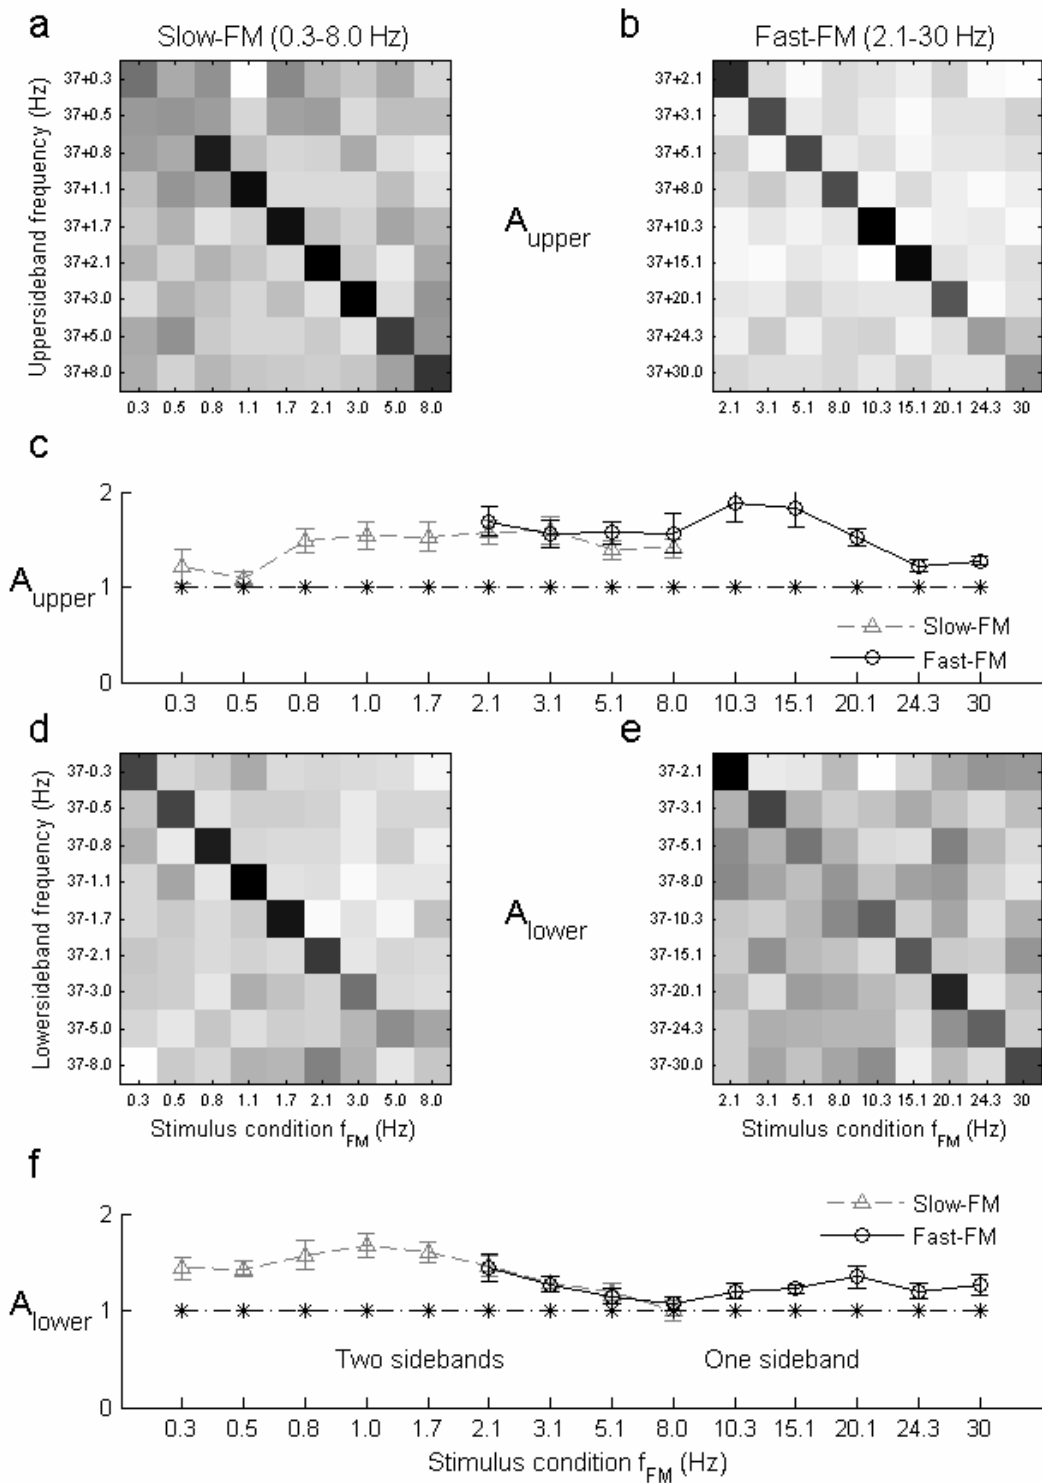 a
Slow-FM (0.3-8.0 Hz)
b
Fast-FM (2.1-30 Hz)
Uppersideband frequency (Hz)
37+0.3
37+0.5
37+0.8
37+1.1
37+1.7
37+2.1
37+3.0
37+5.0
37+8.0
0.3 0.5 0.8 1.1 1.7 2.1 3.0 5.0 8.0
A upper
37+2.1
37+3.1
37+5.1
37+8.0
37+10.3
37+15.1
37+20.1
37+24.3
37+30.0
2.1 3.1 5.1 8.0 10.3 15.1 20.1 24.3 30
c
A upper
2
1
0
Slow-FM
Fast-FM
0.3 0.5 0.8 1.0 1.7 2.1 3.1 5.1 8.0 10.3 15.1 20.1 24.3 30
d
e
Lowersideband frequency (Hz)
37-0.3
37-0.5
37-0.8
37-1.1
37-1.7
37-2.1
37-3.0
37-5.0
37-8.0
0.3 0.5 0.8 1.1 1.7 2.1 3.0 5.0 8.0
Stimulus condition f FM (Hz)
A lower
37-2.1
37-3.1
37-5.1
37-8.0
37-10.3
37-15.1
37-20.1
37-24.3
37-30.0
2.1 3.1 5.1 8.0 10.3 15.1 20.1 24.3 30
Stimulus condition f FM (Hz)
f
A lower
2
1
0
Slow-FM
Fast-FM
Two sidebands
One sideband
0.3 0.5 0.8 1.0 1.7 2.1 3.1 5.1 8.0 10.3 15.1 20.1 24.3 30
Stimulus condition f FM (Hz)